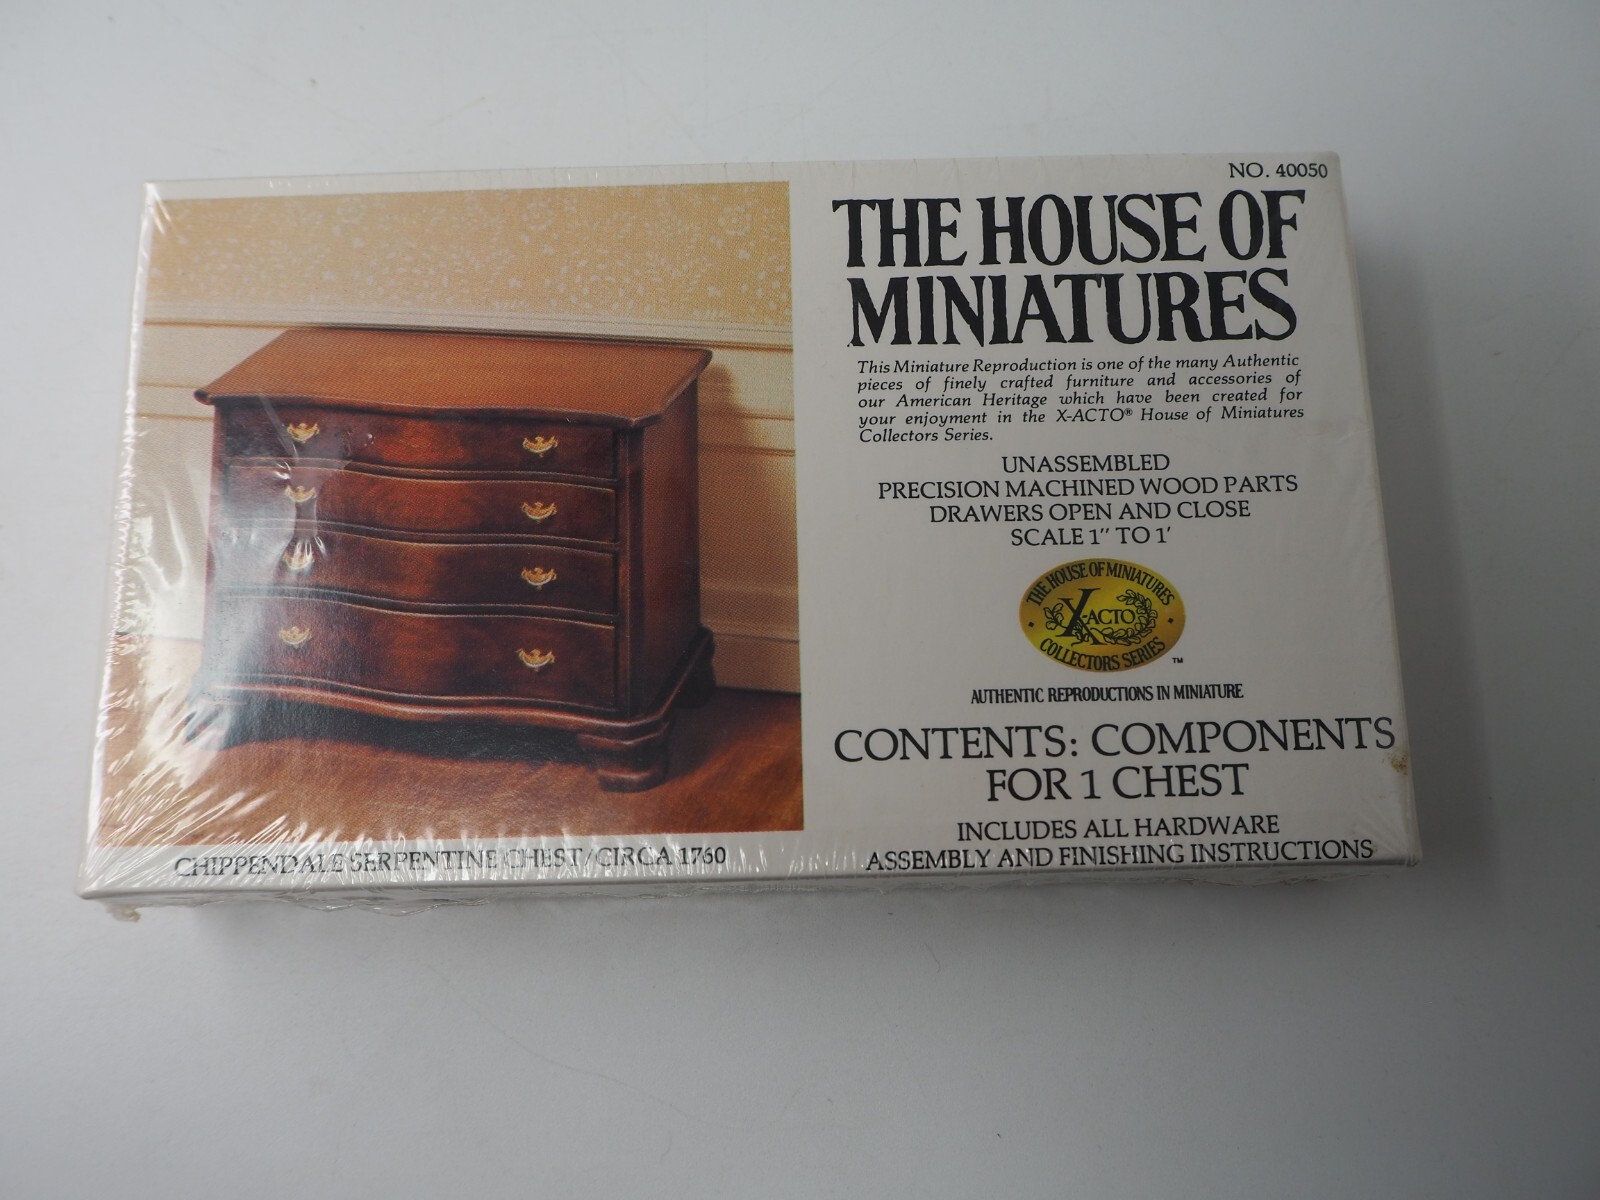 NO. 40050
THE HOUSE OF
MINIATURES
This Miniature Reproduction is one of the many Authentic
pieces of finely crafted furniture and accessories of
our American Heritage which have been created for
your enjoyment in the X-ACTO® House of Miniatures
Collectors Series.
UNASSEMBLED
PRECISION MACHINED WOOD PARTS
DRAWERS OPEN AND CLOSE
SCALE 1" TO 1'
THE HOUSE OF MINIATURES
X-ACTO
COLLECTORS SERIES
TM
AUTHENTIC REPRODUCTIONS IN MINIATURE
CONTENTS: COMPONENTS
FOR 1 CHEST
INCLUDES ALL HARDWARE
ASSEMBLY AND FINISHING INSTRUCTIONS
CHIPPENDALE SERPENTINE CHEST/CIRCA 1760